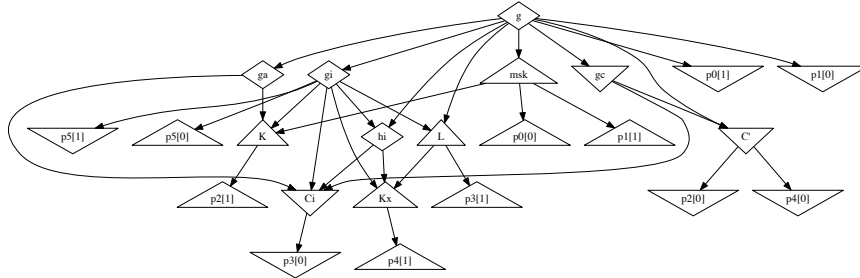 g
ga
gi
msk
gc
p0[1]
p1[0]
p5[1]
p5[0]
K
hi
L
p0[0]
p1[1]
C'
p2[1]
Ci
Kx
p3[1]
p2[0]
p4[0]
p3[0]
p4[1]